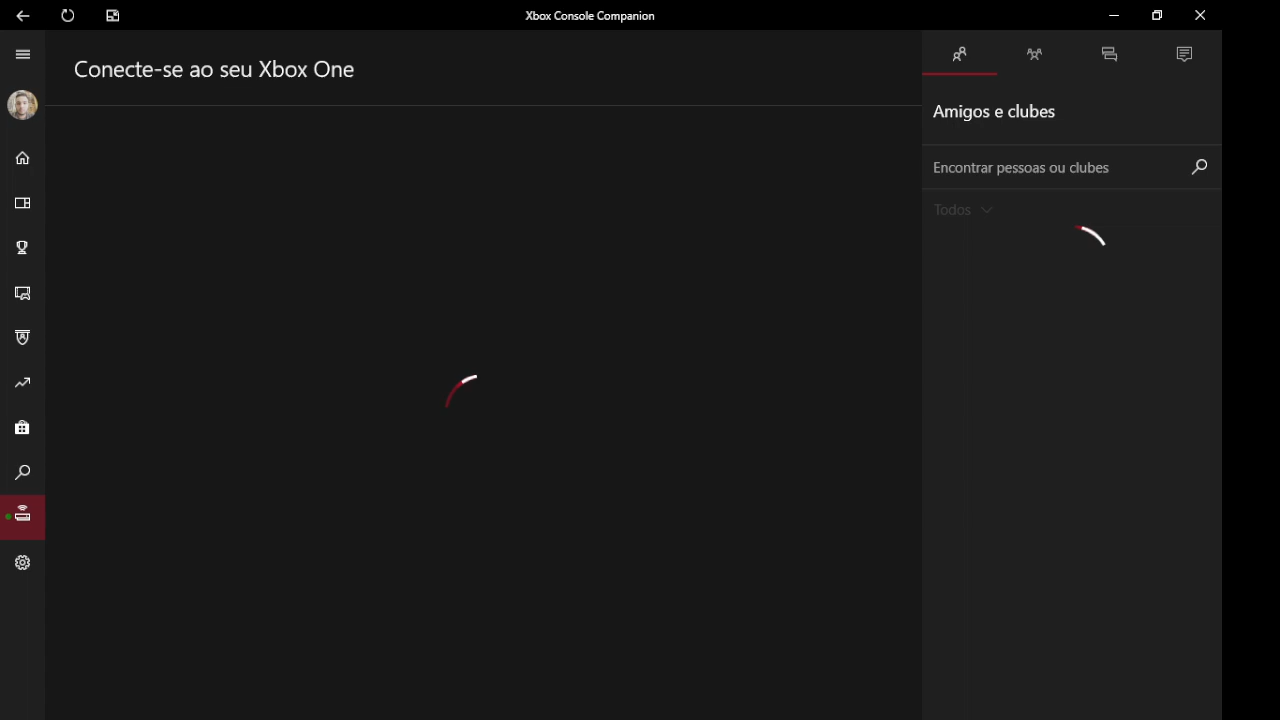 Xbox Console Companion
Conecte-se ao seu Xbox One
Amigos e clubes
Encontrar pessoas ou clubes
Todos